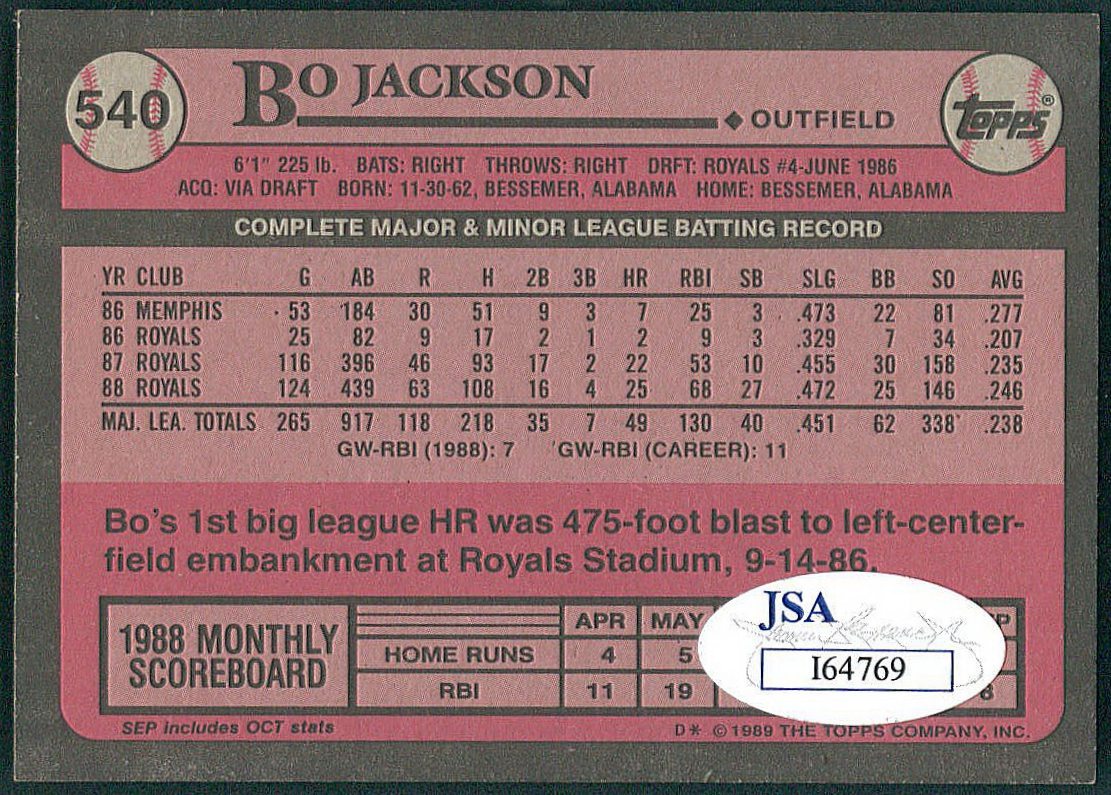 540
BO JACKSON
◆ OUTFIELD
TOPPS®
6'1" 225 lb. BATS: RIGHT THROWS: RIGHT DRFT: ROYALS #4-JUNE 1986
ACQ: VIA DRAFT BORN: 11-30-62, BESSEMER, ALABAMA HOME: BESSEMER, ALABAMA
COMPLETE MAJOR & MINOR LEAGUE BATTING RECORD
YR CLUB G AB R H 2B 3B HR RBI SB SLG BB SO AVG
86 MEMPHIS 53 184 30 51 9 3 7 25 3 .473 22 81 .277
86 ROYALS 25 82 9 17 2 1 2 9 3 .329 7 34 .207
87 ROYALS 116 396 46 93 17 2 22 53 10 .455 30 158 .235
88 ROYALS 124 439 63 108 16 4 25 68 27 .472 25 146 .246
MAJ. LEA. TOTALS 265 917 118 218 35 7 49 130 40 .451 62 338 .238
GW-RBI (1988): 7 GW-RBI (CAREER): 11
Bo's 1st big league HR was 475-foot blast to left-center-
field embankment at Royals Stadium, 9-14-86.
1988 MONTHLY
SCOREBOARD
APR MAY P
HOME RUNS 4 5
RBI 11 19 8
JSA
I64769
SEP includes OCT stats
D* ©1989 THE TOPPS COMPANY, INC.